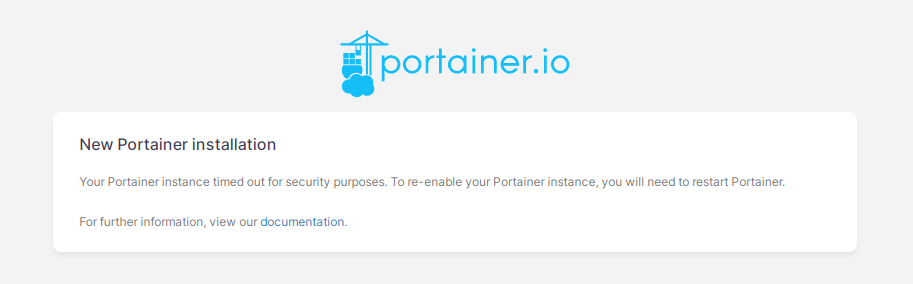 portainer.io
New Portainer installation
Your Portainer instance timed out for security purposes. To re-enable your Portainer instance, you will need to restart Portainer.
For further information, view our documentation.